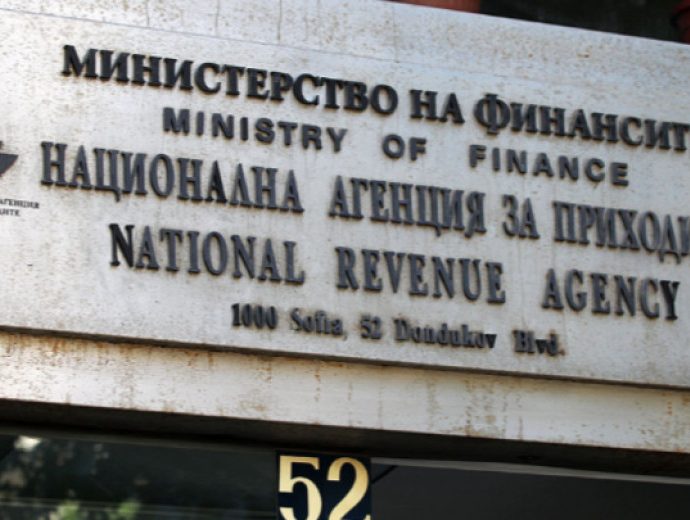 МИНИСТЕРСТВО НА ФИНАНСИТ
MINISTRY OF FINANCE
НАЦИОНАЛНА АГЕНЦИЯ ЗА ПРИХОДИ
АГЕНЦИЯ
NATIONAL REVENUE AGENCY
1000 Sofia, 52 Dondukov Blvd.
52